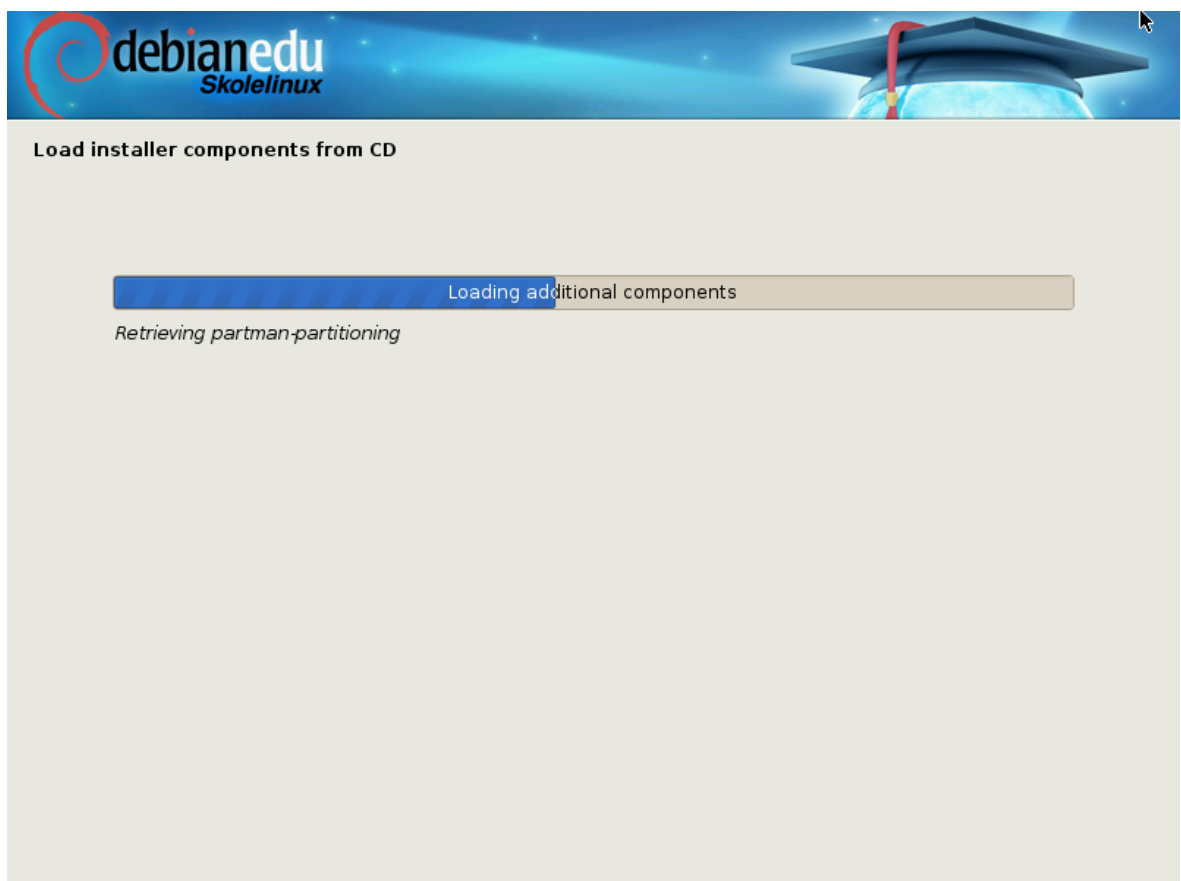 debianedu
Skolelinux
Load installer components from CD
Loading additional components
Retrieving partman-partitioning